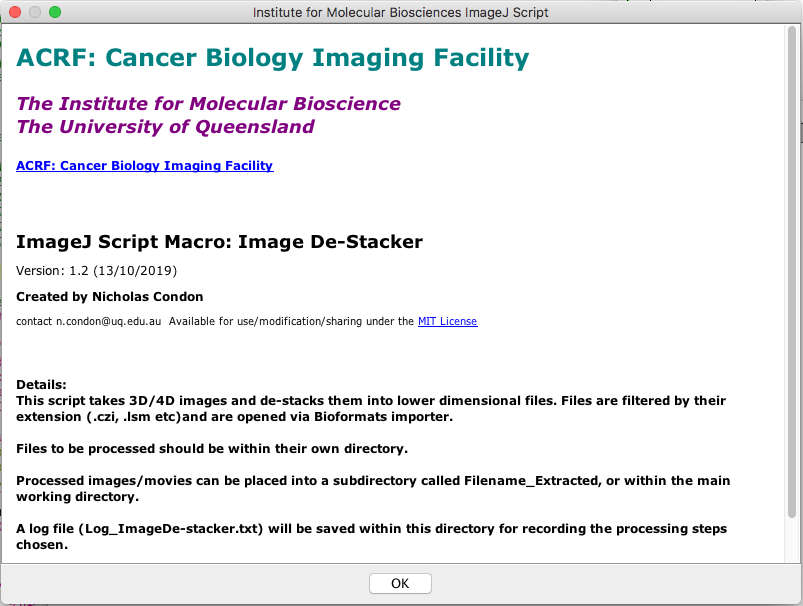 Institute for Molecular Biosciences ImageJ Script
ACRF: Cancer Biology Imaging Facility
The Institute for Molecular Bioscience
The University of Queensland
ACRF: Cancer Biology Imaging Facility
ImageJ Script Macro: Image De-Stacker
Version: 1.2 (13/10/2019)
Created by Nicholas Condon
contact n.condon@uq.edu.au  Available for use/modification/sharing under the MIT License
Details:
This script takes 3D/4D images and de-stacks them into lower dimensional files. Files are filtered by their
extension (.czi, .lsm etc)and are opened via Bioformats importer.
Files to be processed should be within their own directory.
Processed images/movies can be placed into a subdirectory called Filename_Extracted, or within the main
working directory.
A log file (Log_ImageDe-stacker.txt) will be saved within this directory for recording the processing steps
chosen.
OK